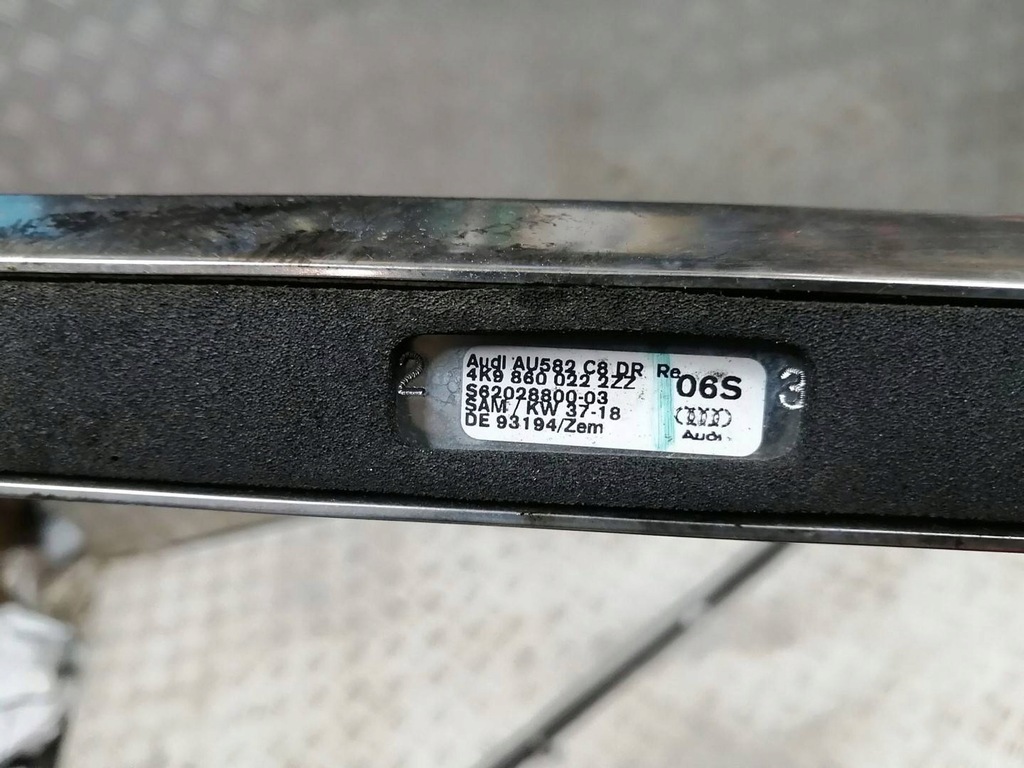 2
Audi AU582 C8 DR Re
4K9 860 022 2ZZ
S62028800-03
SAM / KW 37-18
DE 93194/Zem
06S
Audi
3